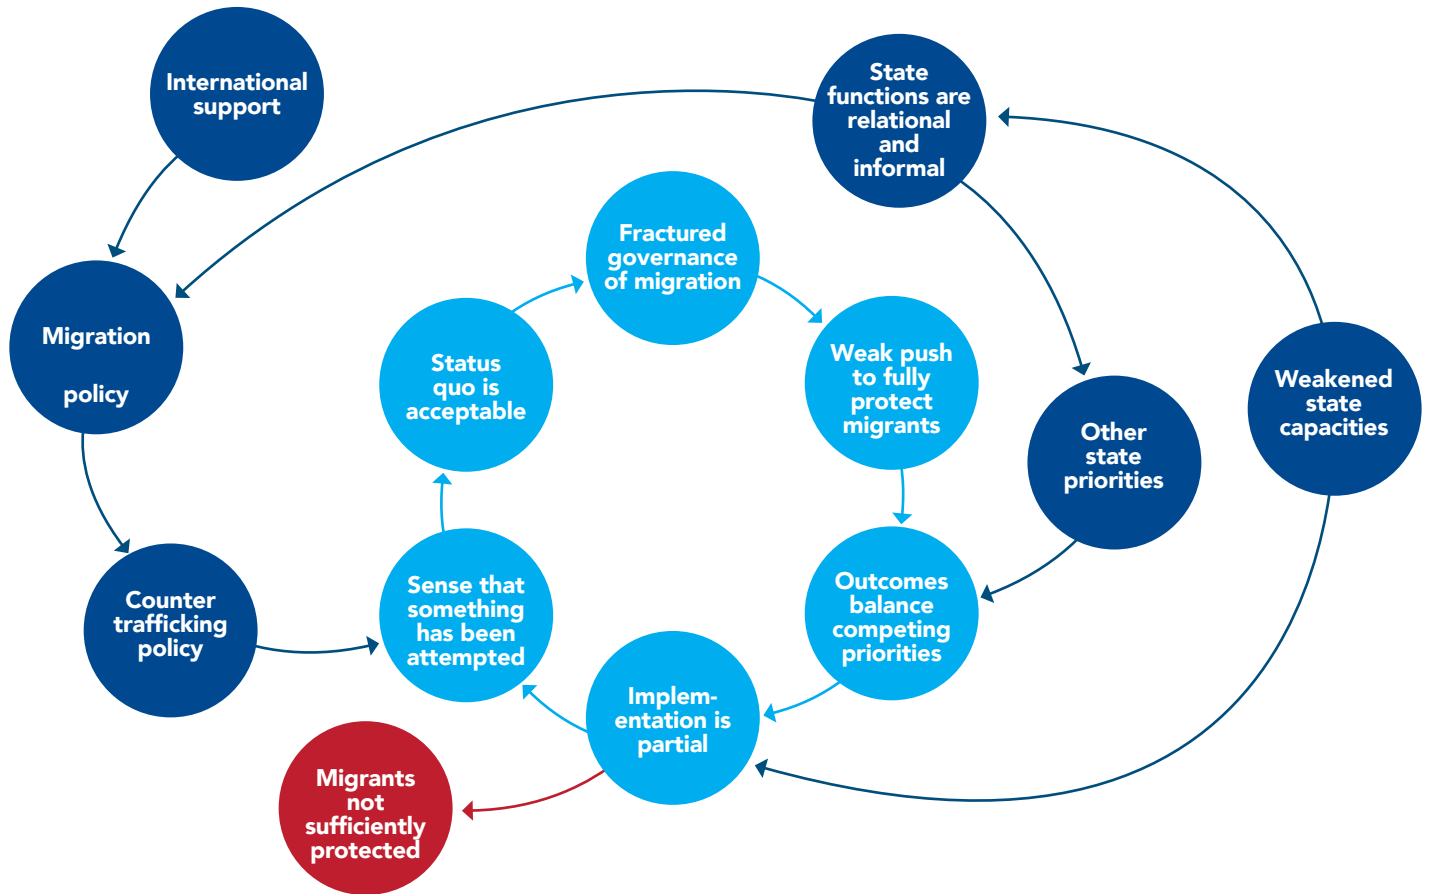 International
support
State
functions are
relational
and
informal
Fractured
governance
of migration
Migration
policy
Status
quo is
acceptable
Weak push
to fully
protect
migrants
Weakened
state
capacities
Other
state
priorities
Counter
trafficking
policy
Sense that
something
has been
attempted
Outcomes
balance
competing
priorities
Implem-
entation is
partial
Migrants
not
sufficiently
protected